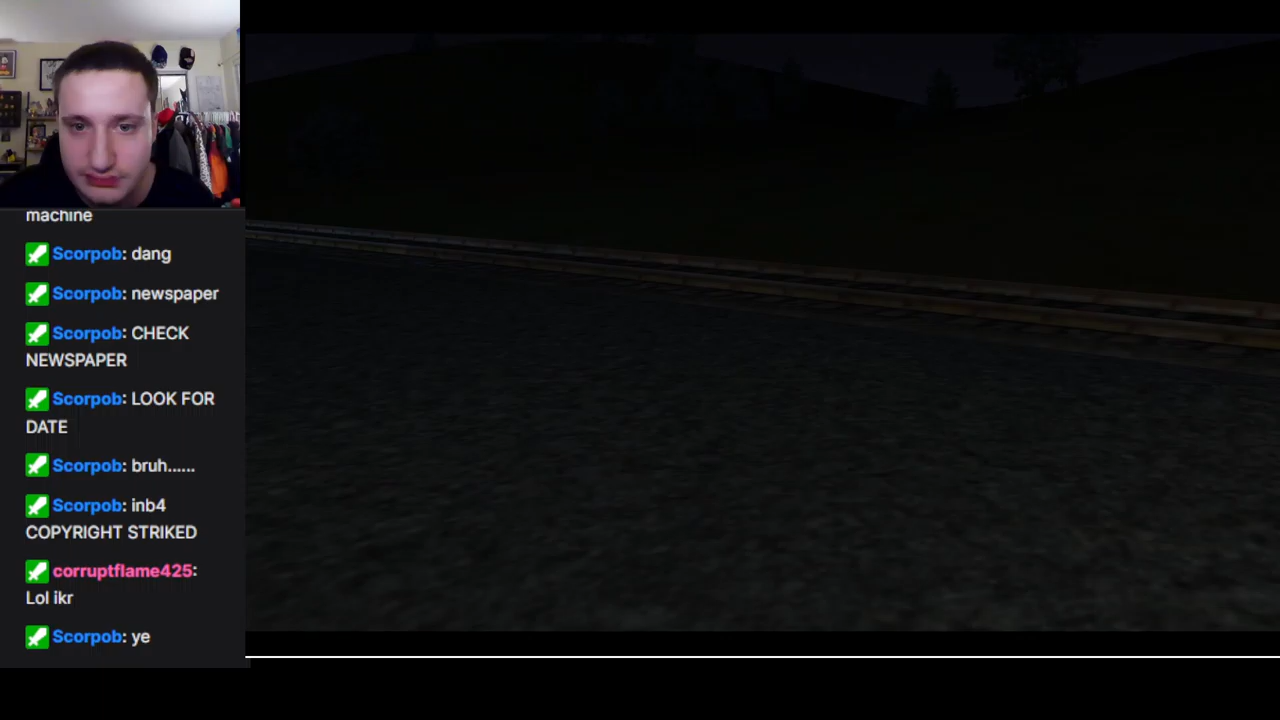 machine
Scorpob: dang
Scorpob: newspaper
Scorpob: CHECK
NEWSPAPER
Scorpob: LOOK FOR
DATE
Scorpob: bruh......
Scorpob: inb4
COPYRIGHT STRIKED
corruptflame425:
Lol ikr
Scorpob: ye